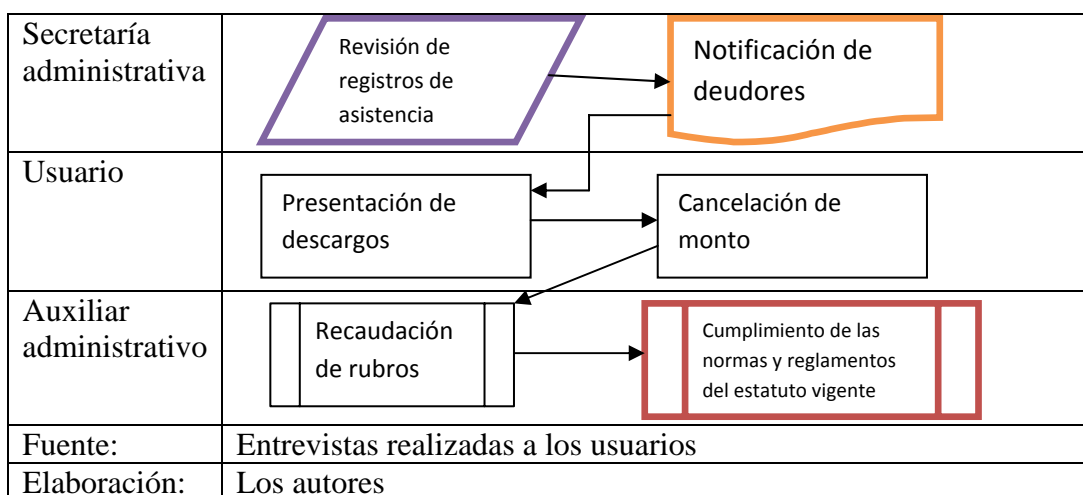 Secretaría
administrativa
Revisión de
registros de
asistencia
Notificación de
deudores
Usuario
Presentación de
descargos
Cancelación de
monto
Auxiliar
administrativo
Recaudación
de rubros
Cumplimiento de las
normas y reglamentos
del estatuto vigente
Fuente:
Entrevistas realizadas a los usuarios
Elaboración:
Los autores